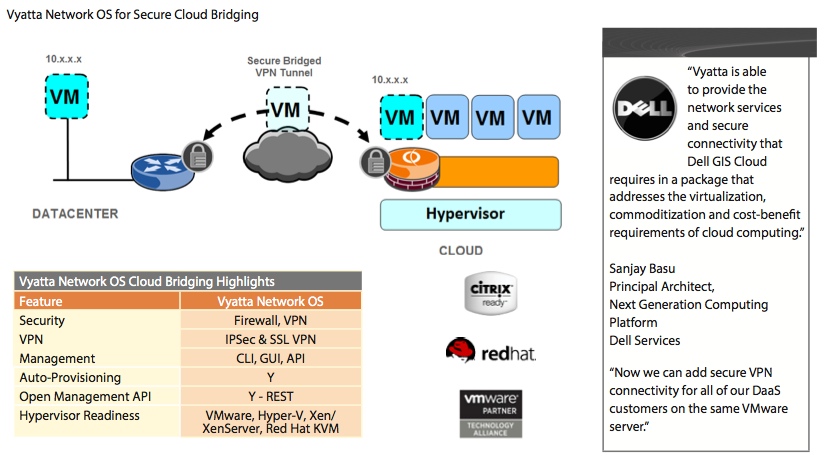 Vyatta Network OS for Secure Cloud Bridging
10.x.x.x
VM
Secure Bridged
VPN Tunnel
VM
10.x.x.x
VM VM VM VM
DATACENTER
Hypervisor
CLOUD
Vyatta Network OS Cloud Bridging Highlights
Feature Vyatta Network OS
Security Firewall, VPN
VPN IPSec & SSL VPN
Management CLI, GUI, API
Auto-Provisioning Y
Open Management API Y - REST
Hypervisor Readiness VMware, Hyper-V, Xen/
XenServer, Red Hat KVM
CITRIX
ready
redhat.
vmware
PARTNER
TECHNOLOGY
ALLIANCE
DELL
“Vyatta is able
to provide the
network services
and secure
connectivity that
Dell GIS Cloud
requires in a package that
addresses the virtualization,
commoditization and cost-benefit
requirements of cloud computing.”
Sanjay Basu
Principal Architect,
Next Generation Computing
Platform
Dell Services
“Now we can add secure VPN
connectivity for all of our DaaS
customers on the same VMware
server.”